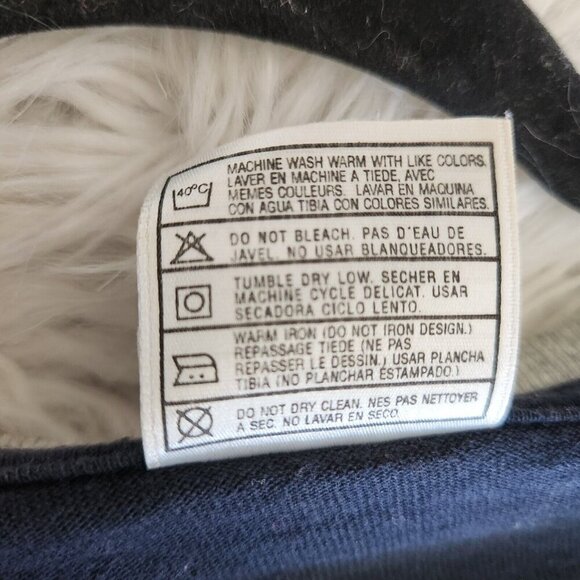 40°C
MACHINE WASH WARM WITH LIKE COLORS.
LAVER EN MACHINE A TIEDE, AVEC
MEMES COULEURS. LAVAR EN MAQUINA
CON AGUA TIBIA CON COLORES SIMILARES.
DO NOT BLEACH. PAS D'EAU DE
JAVEL. NO USAR BLANQUEADORES.
TUMBLE DRY LOW. SECHER EN
MACHINE CYCLE DELICAT. USAR
SECADORA CICLO LENTO.
WARM IRON (DO NOT IRON DESIGN.)
REPASSAGE TIEDE (NE PAS
REPASSER LE DESSIN.) USAR PLANCHA
TIBIA (NO PLANCHAR ESTAMPADO.)
DO NOT DRY CLEAN. NES PAS NETTOYER
A SEC. NO LAVAR EN SECO.